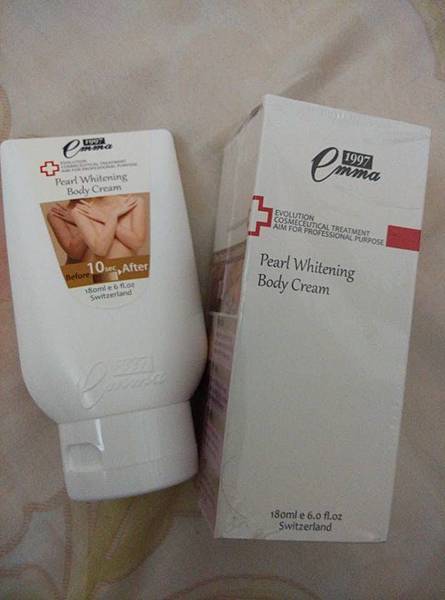 1997
emma
EVOLUTION
COSMECEUTICAL TREATMENT
AIM FOR PROFESSIONAL PURPOSE
Pearl Whitening
Body Cream
Before 10 sec After
180ml e 6 fl.oz
Switzerland
1997
emma
1997
emma
EVOLUTION
COSMECEUTICAL TREATMENT
AIM FOR PROFESSIONAL PURPOSE
Pearl Whitening
Body Cream
180ml e 6.0 fl.oz
Switzerland